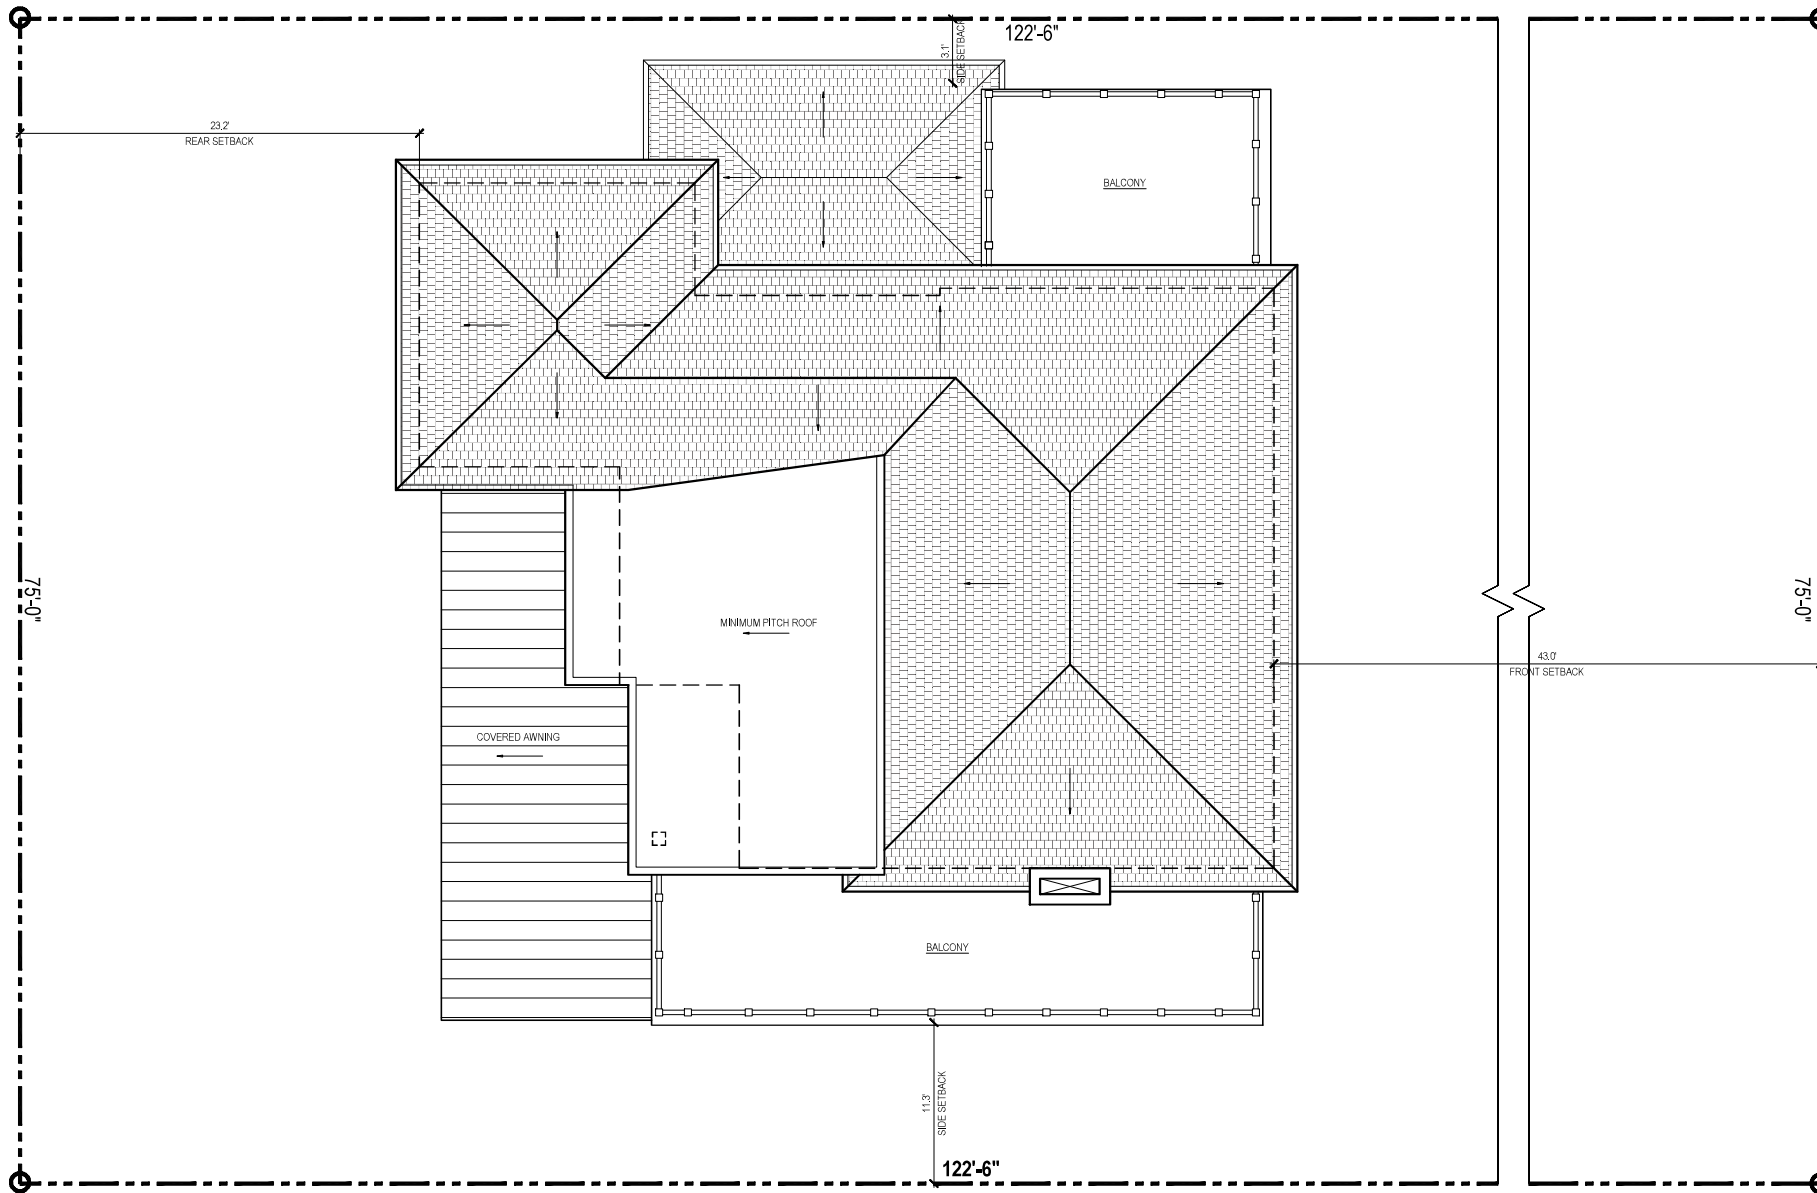 122'-6"
3.1'
SIDE SETBACK
23.2'
REAR SETBACK
BALCONY
75'-0"
75'-0"
MINIMUM PITCH ROOF
43.0'
FRONT SETBACK
COVERED AWNING
BALCONY
11.3'
SIDE SETBACK
122'-6"